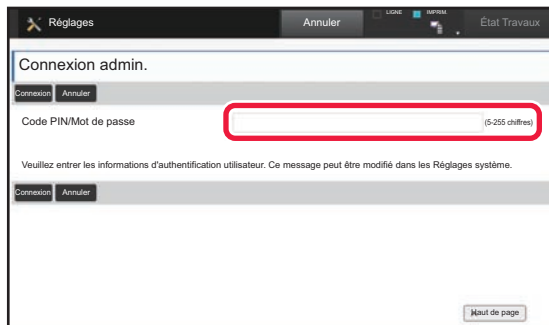 Réglages
Annuler
LIGNE
IMPRIM.
État Travaux
Connexion admin.
Connexion Annuler
Code PIN/Mot de passe
(5-255 chiffres)
Veuillez entrer les informations d'authentification utilisateur. Ce message peut être modifié dans les Réglages système.
Connexion Annuler
Haut de page